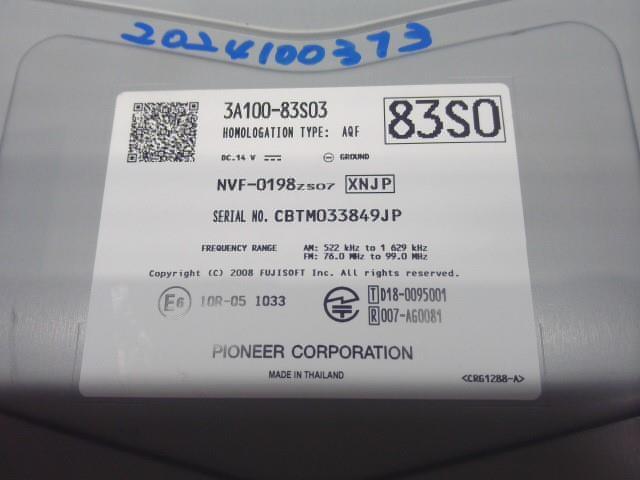 2024100373
3A100-83S03
83S0
HOMOLOGATION TYPE: AQF
DC.14 V
GROUND
NVF-0198ZS07 XNJP
SERIAL NO. CBTM033849JP
FREQUENCY RANGE AM: 522 kHz to 1 629 kHz
FM: 76.0 MHz to 99.0 MHz
Copyright (C) 2008 FUJISOFT Inc. All rights reserved.
E6 10R-05 1033
T D18-0095001
R 007-AG0081
PIONEER CORPORATION
MADE IN THAILAND
<CRG1288-A>